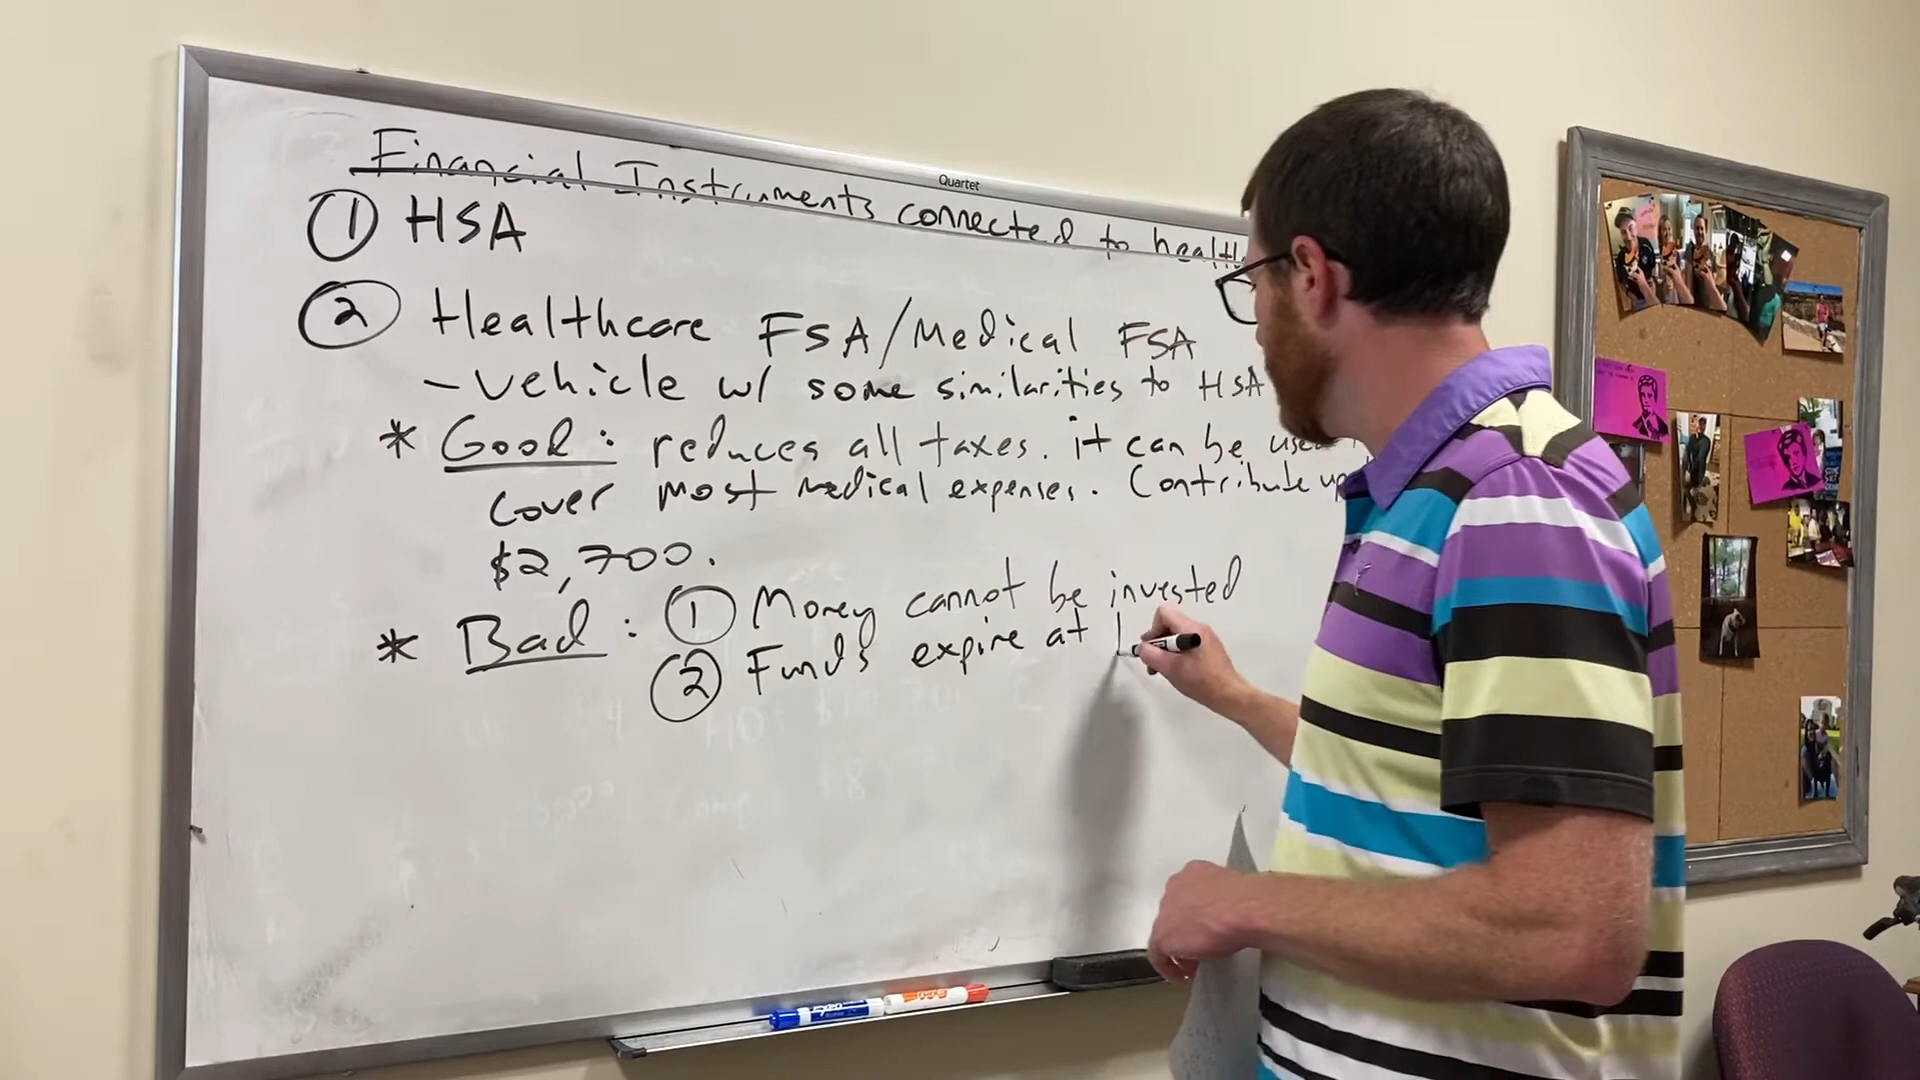 Quartet
Financial Instruments connected to health
① HSA
② Healthcare FSA/Medical FSA
- vehicle w/ some similarities to HSA
* Good: reduces all taxes. it can be use
cover most medical expenses. Contribute up
$2,700.
* Bad: ① Money cannot be invested
② Funds expire at